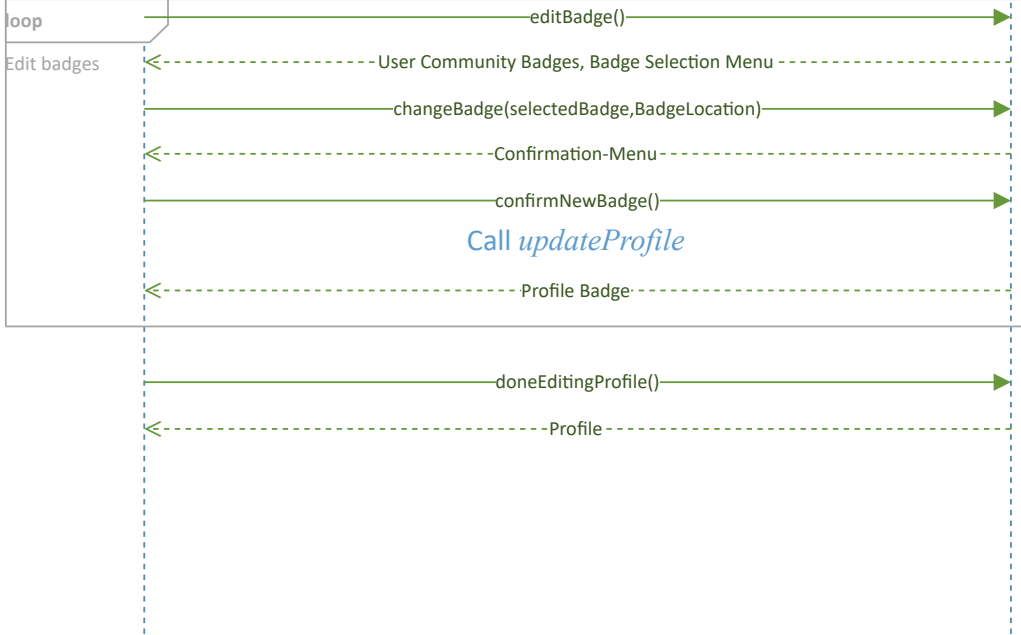 loop
editBadge()
Edit badges
User Community Badges, Badge Selection Menu
changeBadge(selectedBadge,BadgeLocation)
Confirmation-Menu
confirmNewBadge()
Call updateProfile
Profile Badge
doneEditingProfile()
Profile